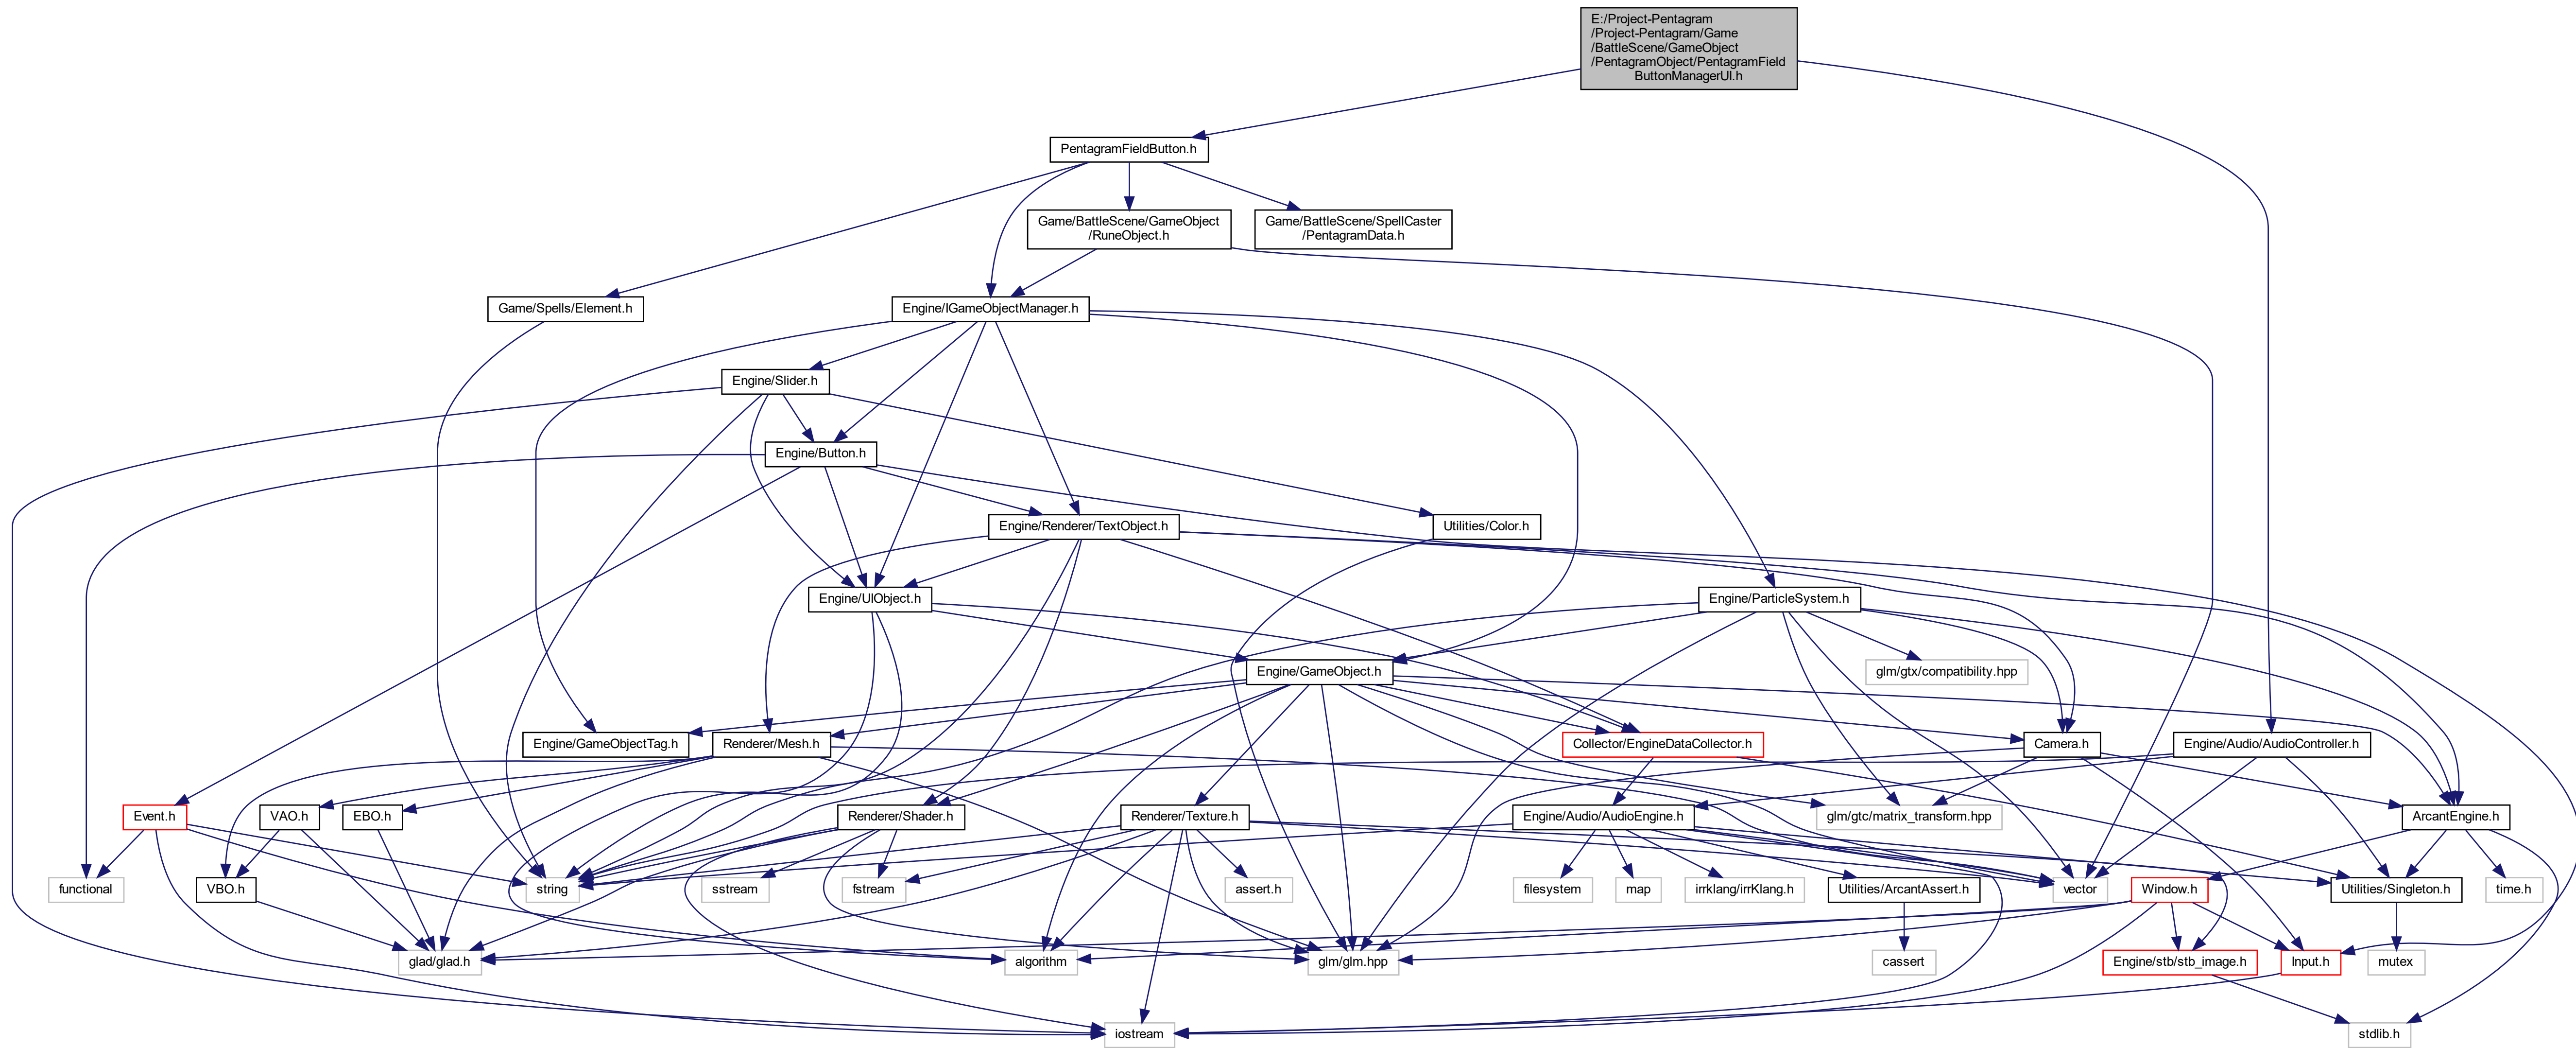 E:/Project-Pentagram
/Project-Pentagram/Game
/BattleScene/GameObject
/PentagramObject/PentagramField
ButtonManagerUI.h
PentagramFieldButton.h
Game/BattleScene/GameObject
/RuneObject.h
Game/BattleScene/SpellCaster
/PentagramData.h
Game/Spells/Element.h
Engine/IGameObjectManager.h
Engine/Slider.h
Engine/Button.h
Engine/Renderer/TextObject.h
Utilities/Color.h
Engine/UIObject.h
Engine/ParticleSystem.h
Engine/GameObject.h
glm/gtx/compatibility.hpp
Engine/GameObjectTag.h
Renderer/Mesh.h
Collector/EngineDataCollector.h
Camera.h
Engine/Audio/AudioController.h
Event.h
VAO.h
EBO.h
Renderer/Shader.h
Renderer/Texture.h
Engine/Audio/AudioEngine.h
glm/gtc/matrix_transform.hpp
ArcantEngine.h
functional
VBO.h
string
sstream
fstream
assert.h
filesystem
map
irrklang/irrKlang.h
Utilities/ArcantAssert.h
vector
Window.h
Utilities/Singleton.h
time.h
glad/glad.h
algorithm
glm/glm.hpp
cassert
Engine/stb/stb_image.h
Input.h
mutex
iostream
stdlib.h